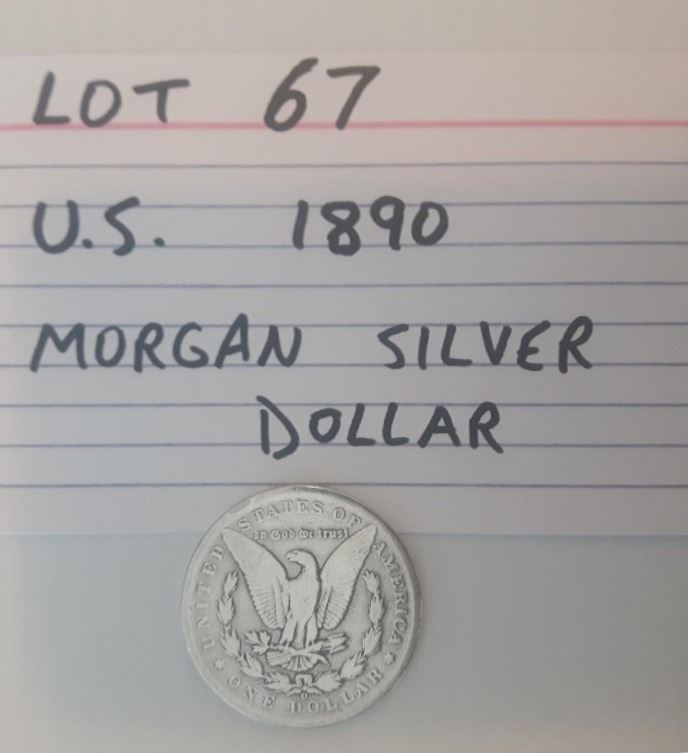 LOT 67
U.S. 1890
MORGAN SILVER
DOLLAR
UNITED STATES OF AMERICA
In God We Trust
O
ONE DOLLAR